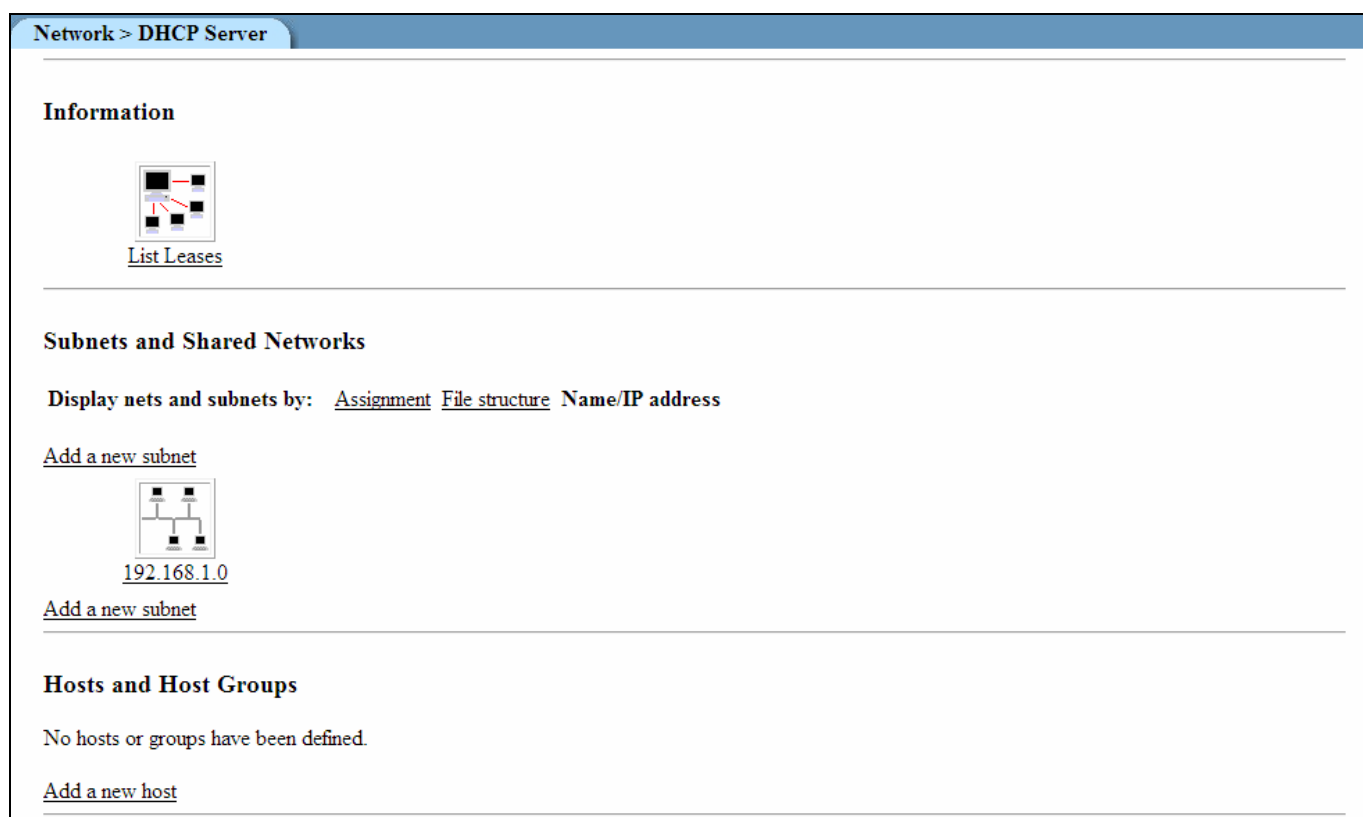 Network > DHCP Server
Information
List Leases
Subnets and Shared Networks
Display nets and subnets by: Assignment File structure Name/IP address
Add a new subnet
192.168.1.0
Add a new subnet
Hosts and Host Groups
No hosts or groups have been defined.
Add a new host